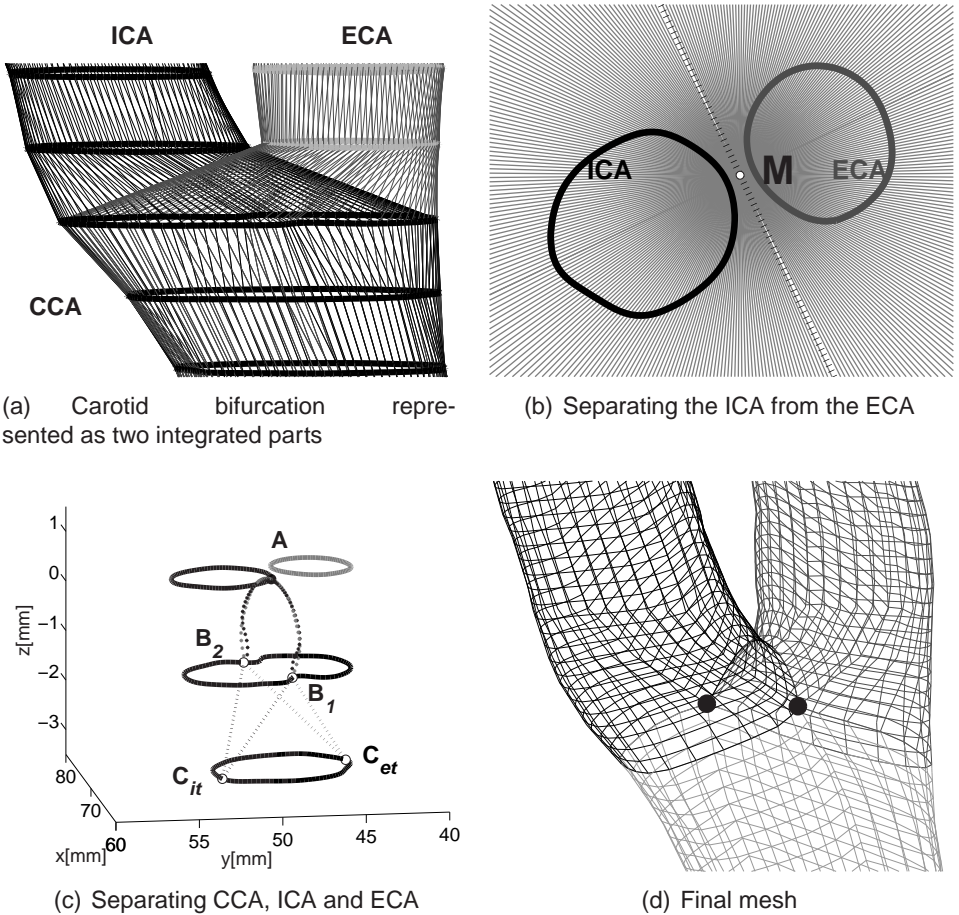 ICA
ECA
CCA
(a) Carotid bifurcation repre-
sented as two integrated parts
ICA
M
ECA
(b) Separating the ICA from the ECA
1
0
−1
−2
−3
z[mm]
A
B2
B1
Cit
Cet
80
70
60
x[mm]
55
50
45
40
y[mm]
(c) Separating CCA, ICA and ECA
(d) Final mesh